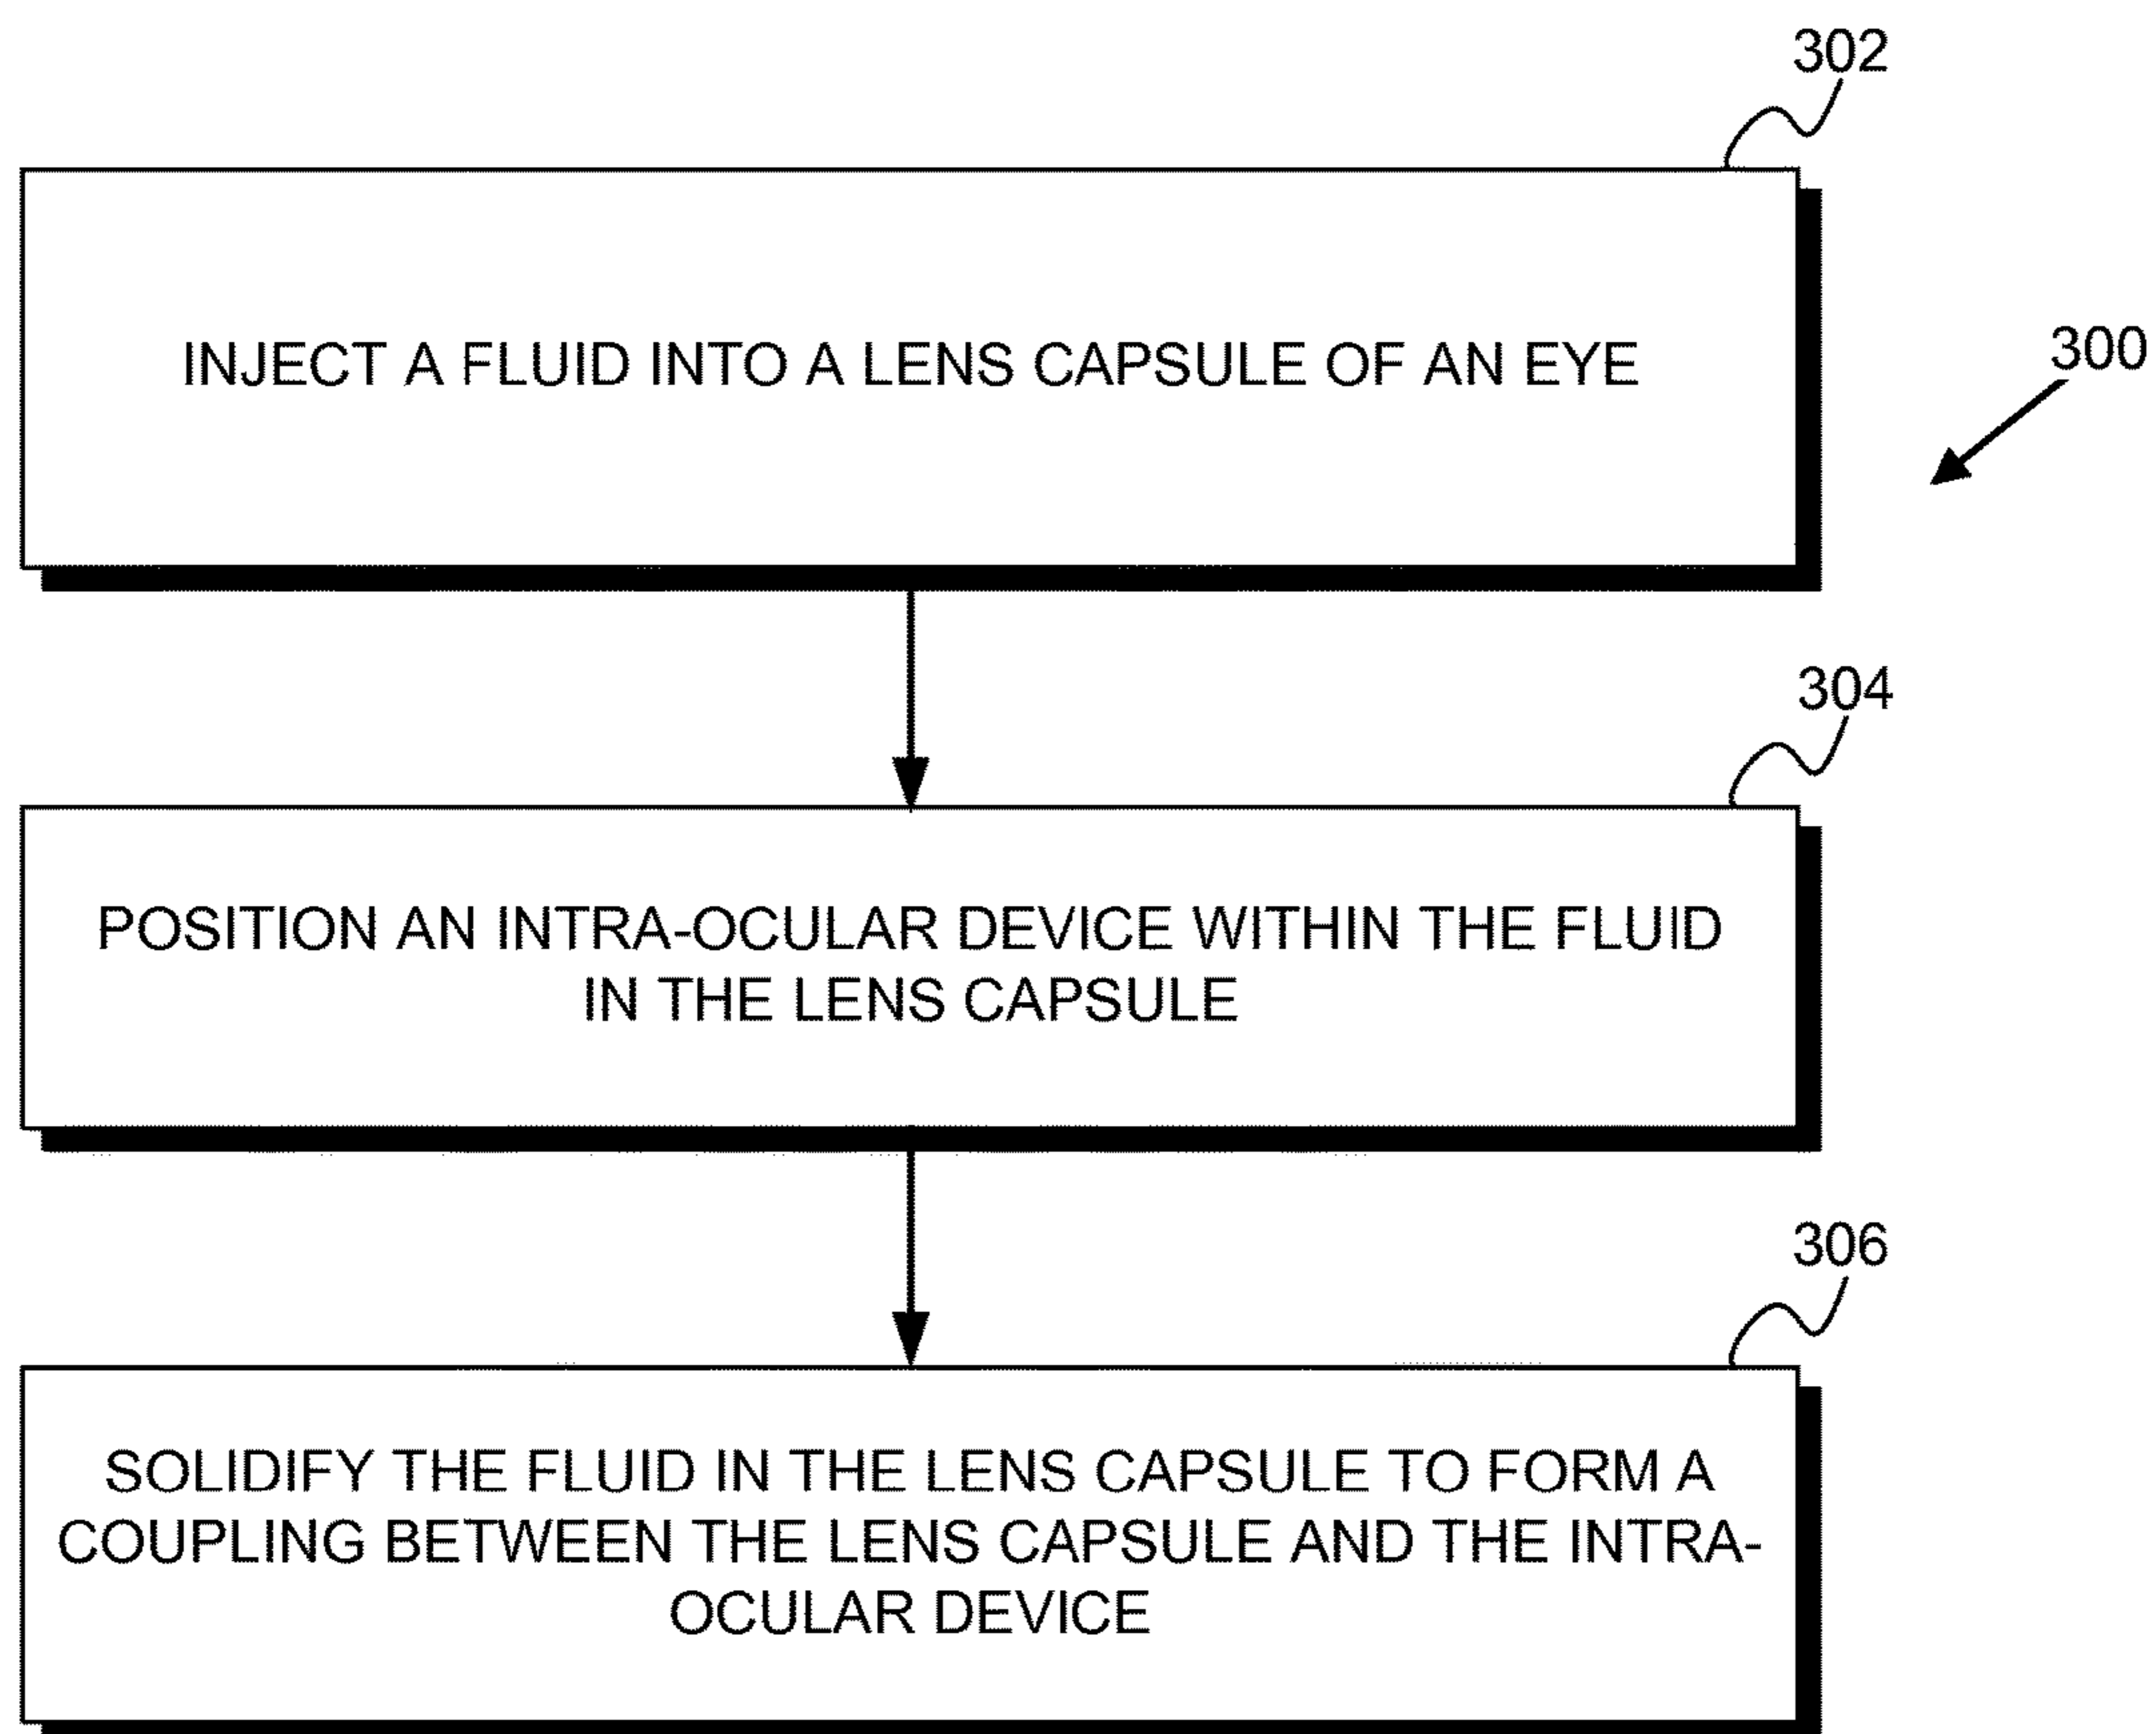 302
INJECT A FLUID INTO A LENS CAPSULE OF AN EYE
300
304
POSITION AN INTRA-OCULAR DEVICE WITHIN THE FLUID
IN THE LENS CAPSULE
306
SOLIDIFY THE FLUID IN THE LENS CAPSULE TO FORM A
COUPLING BETWEEN THE LENS CAPSULE AND THE INTRA-
OCULAR DEVICE